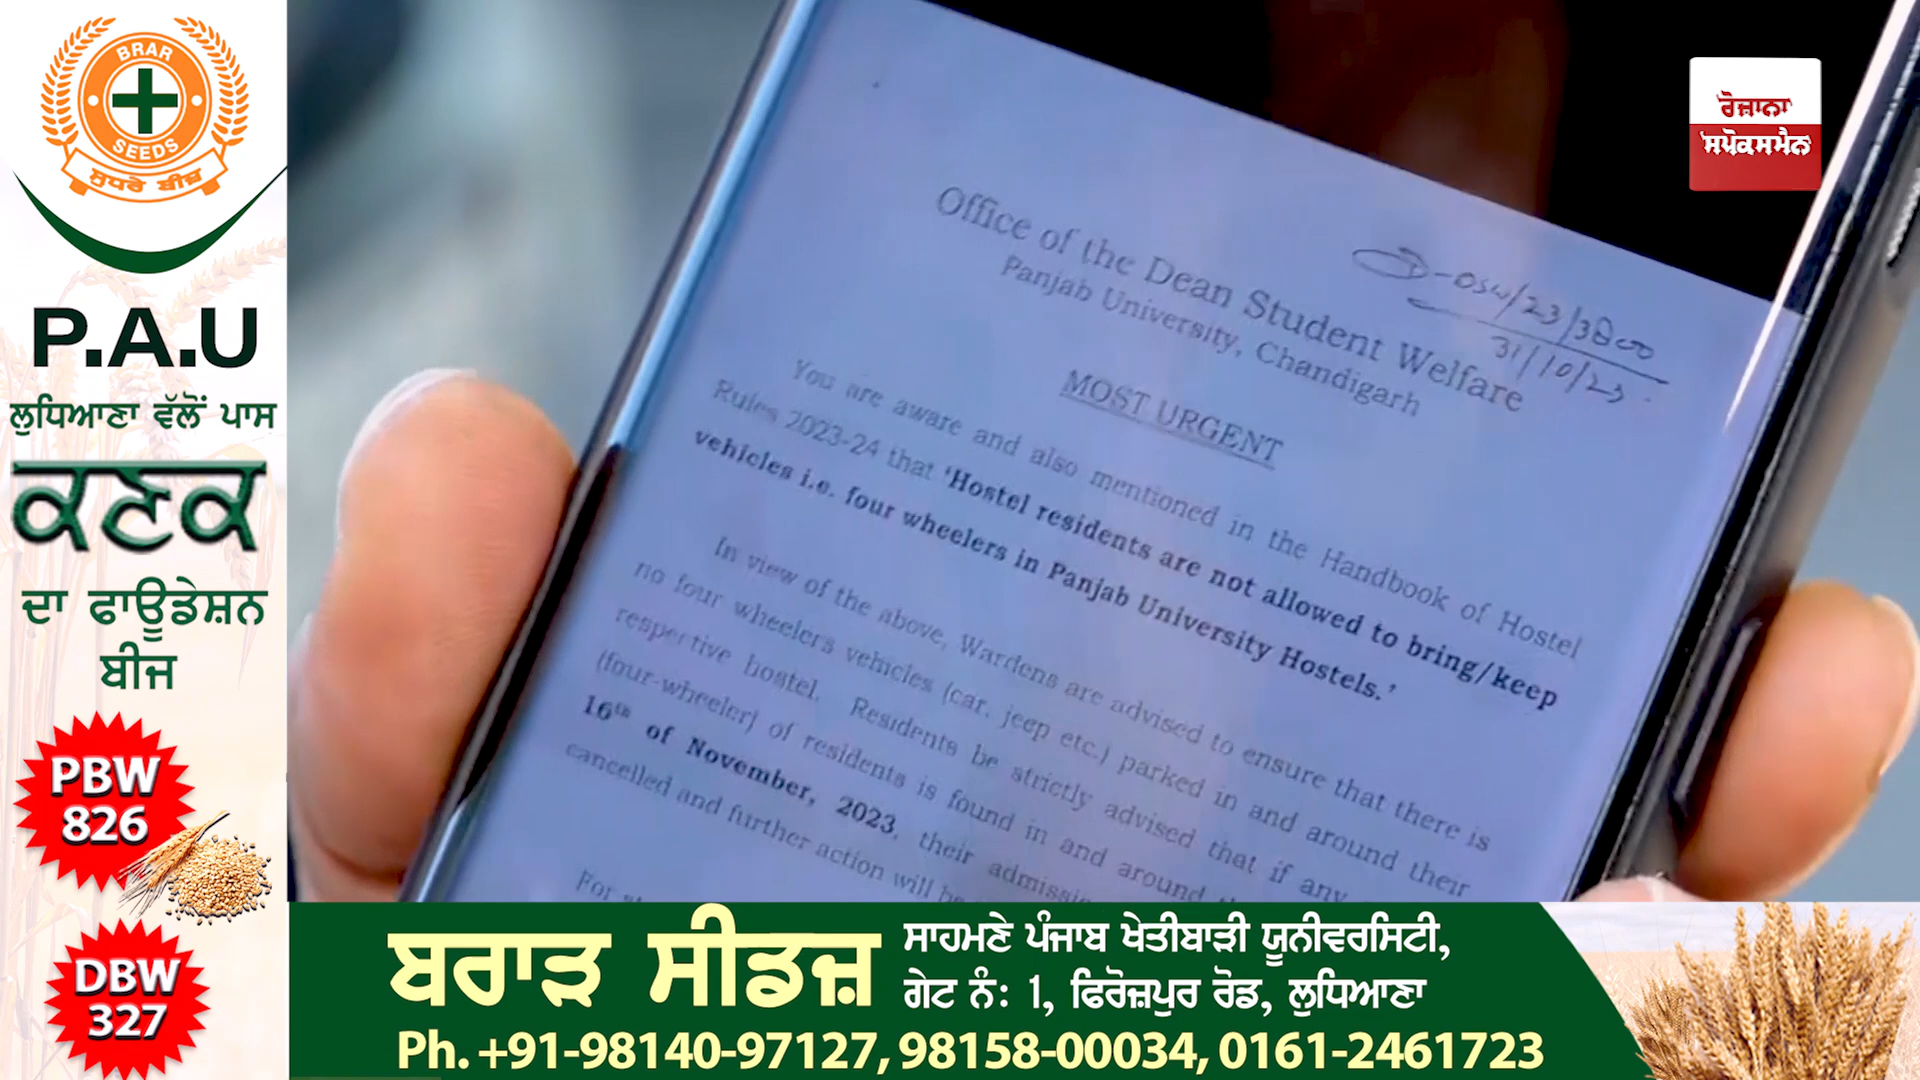 BRAR
SEEDS
ਸੁਧਰੇ ਬੀਜ
P.A.U
ਲੁਧਿਆਣਾ ਵੱਲੋਂ ਪਾਸ
ਕਣਕ
ਦਾ ਫਾਊਂਡੇਸ਼ਨ
ਬੀਜ
PBW
826
DBW
327
ਰੋਜ਼ਾਨਾ
ਸਪੋਕਸਮੈਨ
Office of the Dean Student Welfare
Panjab University, Chandigarh
31/10/23
MOST URGENT
You are aware and also mentioned in the Handbook of Hostel
Rules 2023-24 that 'Hostel residents are not allowed to bring/keep
vehicles i.e. four wheelers in Panjab University Hostels.'
In view of the above, Wardens are advised to ensure that there is
no four wheelers vehicles (car, jeep etc.) parked in and around their
respective hostel. Residents be strictly advised that if any
(four-wheeler) of residents is found in and around
16th of November, 2023, their
cancelled and further action will be
For
ਬਰਾੜ ਸੀਡਜ਼
ਸਾਹਮਣੇ ਪੰਜਾਬ ਖੇਤੀਬਾੜੀ ਯੂਨੀਵਰਸਿਟੀ,
ਗੇਟ ਨੰ: 1, ਫਿਰੋਜ਼ਪੁਰ ਰੋਡ, ਲੁਧਿਆਣਾ
Ph. +91-98140-97127, 98158-00034, 0161-2461723